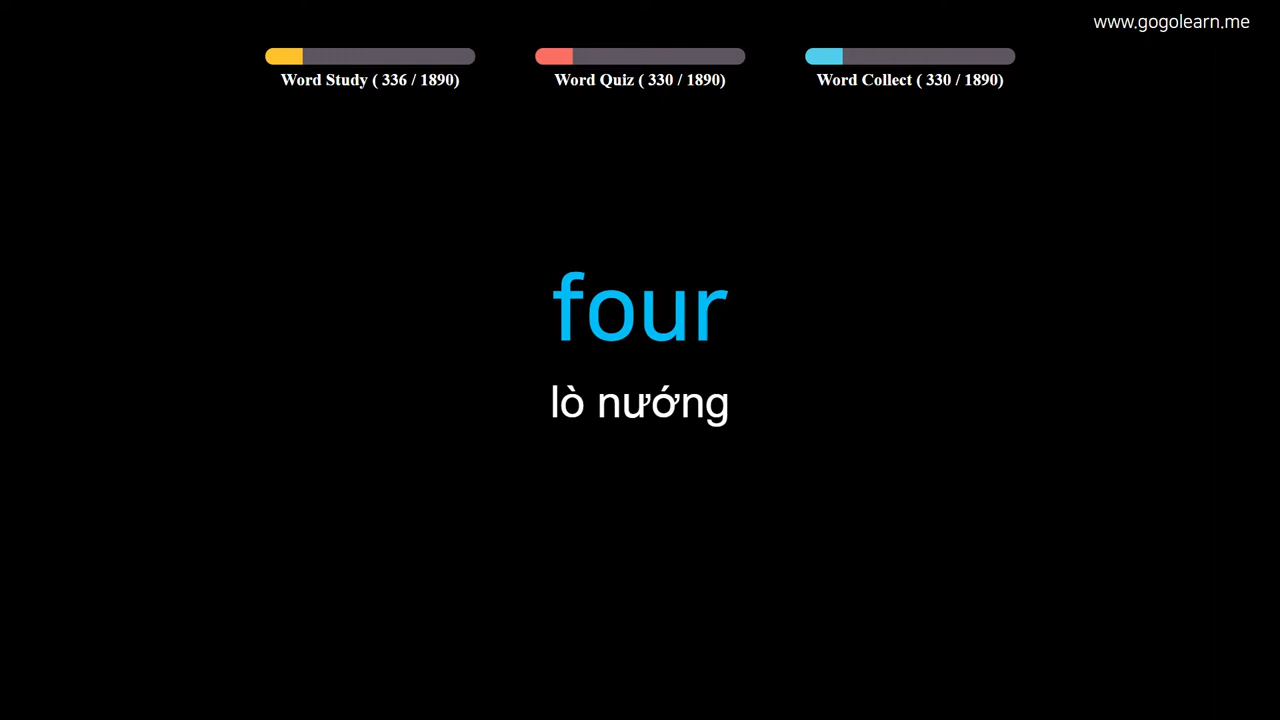 www.gogolearn.me
Word Study ( 336 / 1890)
Word Quiz ( 330 / 1890)
Word Collect ( 330 / 1890)
four
lò nướng